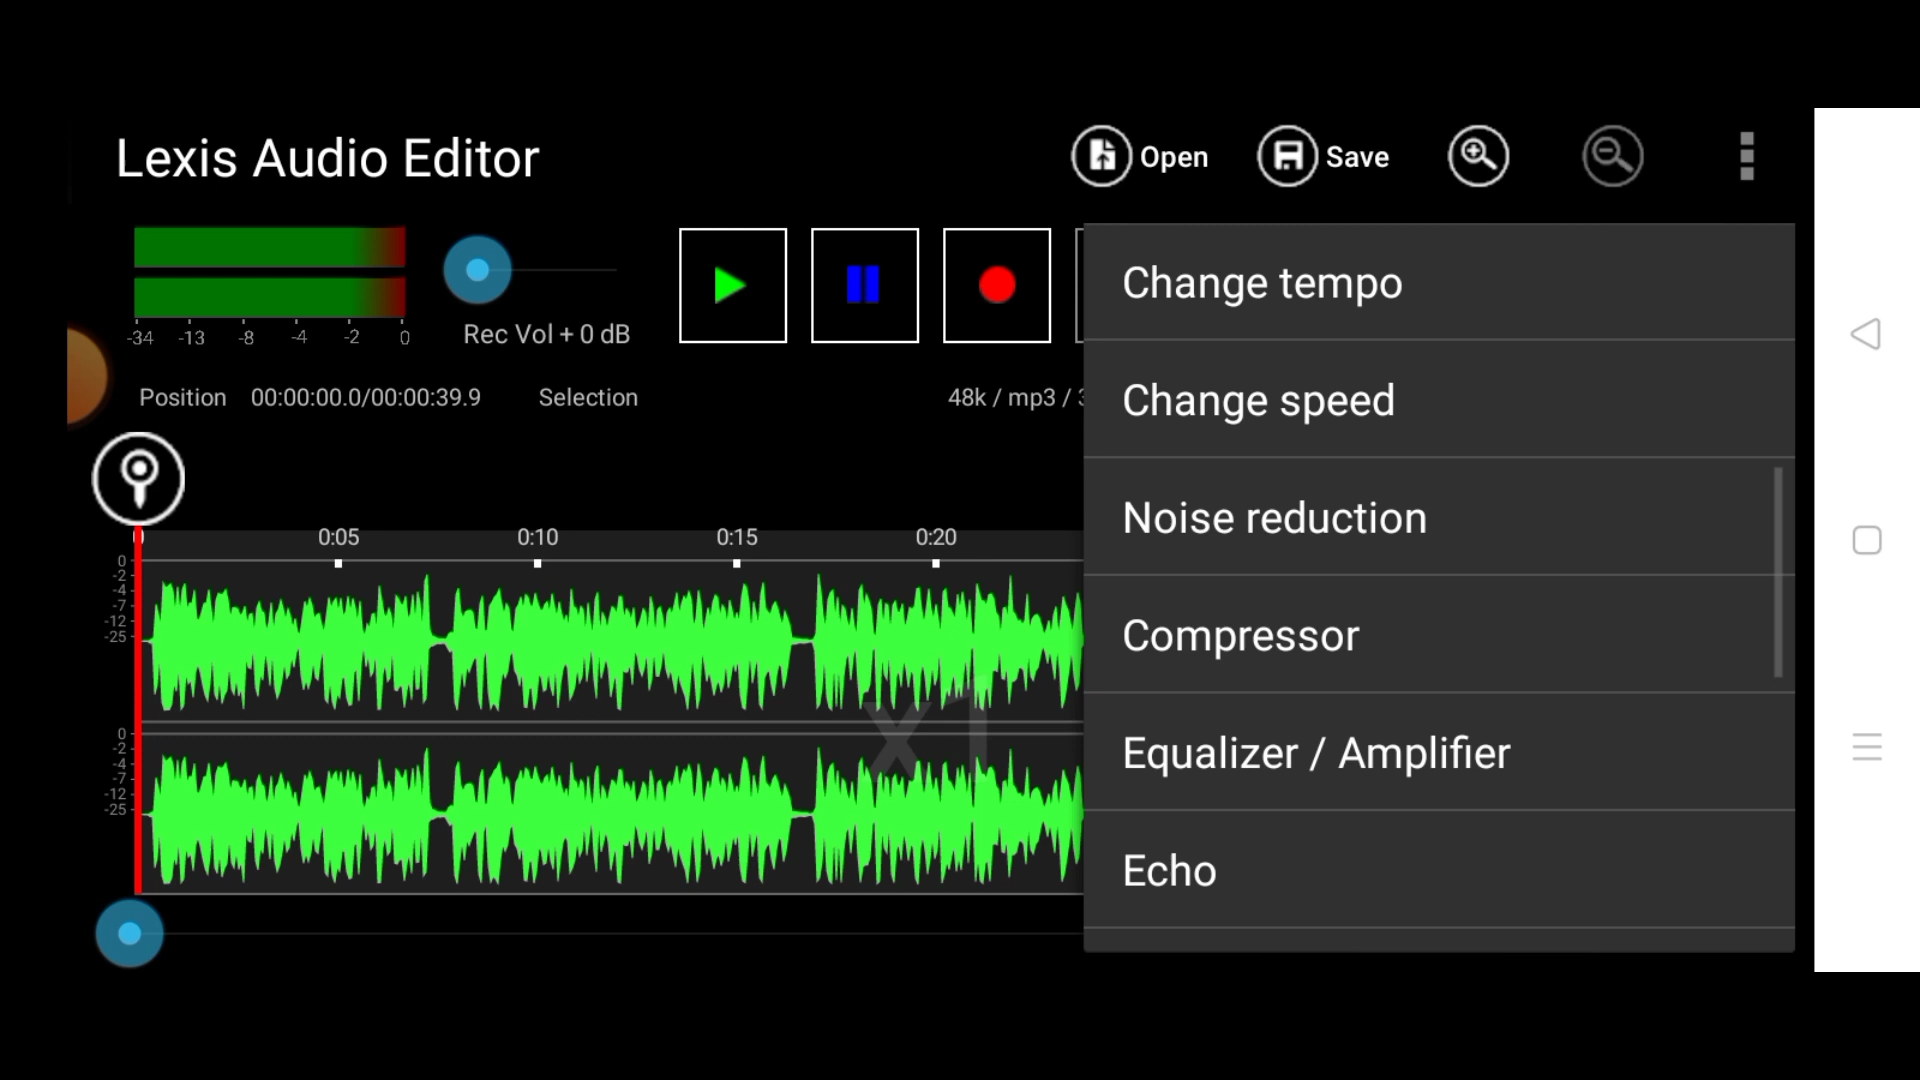 Lexis Audio Editor
Open
Save
-34 -13 -8 -4 -2 0
Rec Vol + 0 dB
Position 00:00:00.0/00:00:39.9 Selection 48k / mp3 /
0:05 0:10 0:15 0:20
0
-2
-4
-7
-12
-25
0
-2
-4
-7
-12
-25
x1
Change tempo
Change speed
Noise reduction
Compressor
Equalizer / Amplifier
Echo